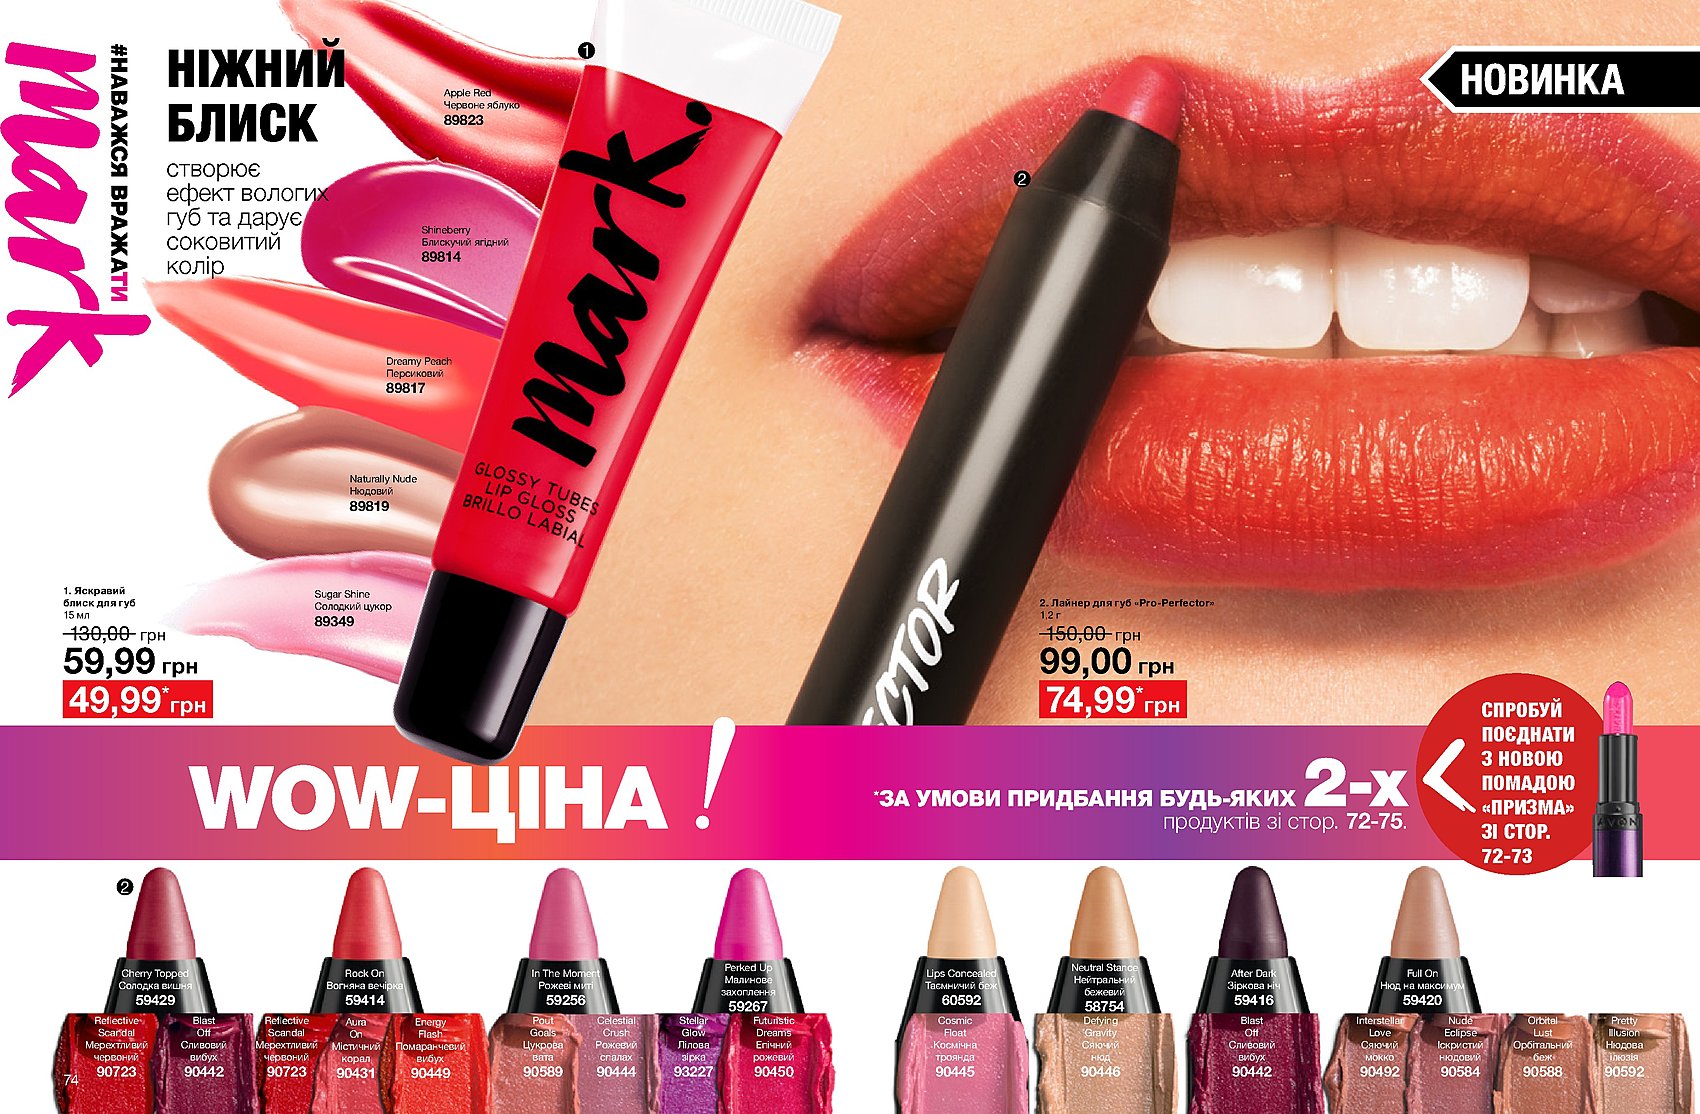 mark
#НАВАЖСЯ ВРАЖАТИ
НІЖНИЙ
БЛИСК
створює
ефект вологих
губ та дарує
соковитий
колір
1
Apple Red
Червоне яблуко
89823
Shineberry
Блискучий ягідний
89814
Dreamy Peach
Персиковий
89817
Naturally Nude
Нюдовий
89819
Sugar Shine
Солодкий цукор
89349
mark.
GLOSSY TUBES
LIP GLOSS
BRILLO LABIAL
1. Яскравий
блиск для губ
15 мл
130,00 грн
59,99 грн
49,99* грн
НОВИНКА
2
ECTOR
2. Лайнер для губ «Pro-Perfector»
1,2 г
150,00 грн
99,00 грн
74,99* грн
WOW-ЦІНА!
*ЗА УМОВИ ПРИДБАННЯ БУДЬ-ЯКИХ 2-х
продуктів зі стор. 72-75.
СПРОБУЙ
ПОЄДНАТИ
З НОВОЮ
ПОМАДОЮ
«ПРИЗМА»
ЗІ СТОР.
72-73
AVON
2
Cherry Topped
Солодка вишня
59429
Rock On
Вогняна вечірка
59414
In The Moment
Рожеві миті
59256
Perked Up
Малинове
захоплення
59267
Lips Concealed
Таємничий беж
60592
Neutral Stance
Нейтральний
бежевий
58754
After Dark
Зіркова ніч
59416
Full On
Нюд на максимум
59420
Reflective
Scandal
Мерехтливий
червоний
90723
Blast
Off
Сливовий
вибух
90442
Reflective
Scandal
Мерехтливий
червоний
90723
Aura
On
Містичний
корал
90431
Energy
Flash
Помаранчевий
вибух
90449
Pout
Goals
Цукрова
вата
90589
Celestial
Crush
Рожевий
спалах
90444
Stellar
Glow
Лілова
зірка
93227
Futuristic
Dreams
Епічний
рожевий
90450
Cosmic
Float
Космічна
троянда
90445
Defying
Gravity
Сяючий
нюд
90446
Blast
Off
Сливовий
вибух
90442
Interstellar
Love
Сяючий
мокко
90492
Nude
Eclipse
Іскристий
нюдовий
90584
Orbital
Lust
Орбітальний
беж
90588
Pretty
Illusion
Нюдова
ілюзія
90592
74